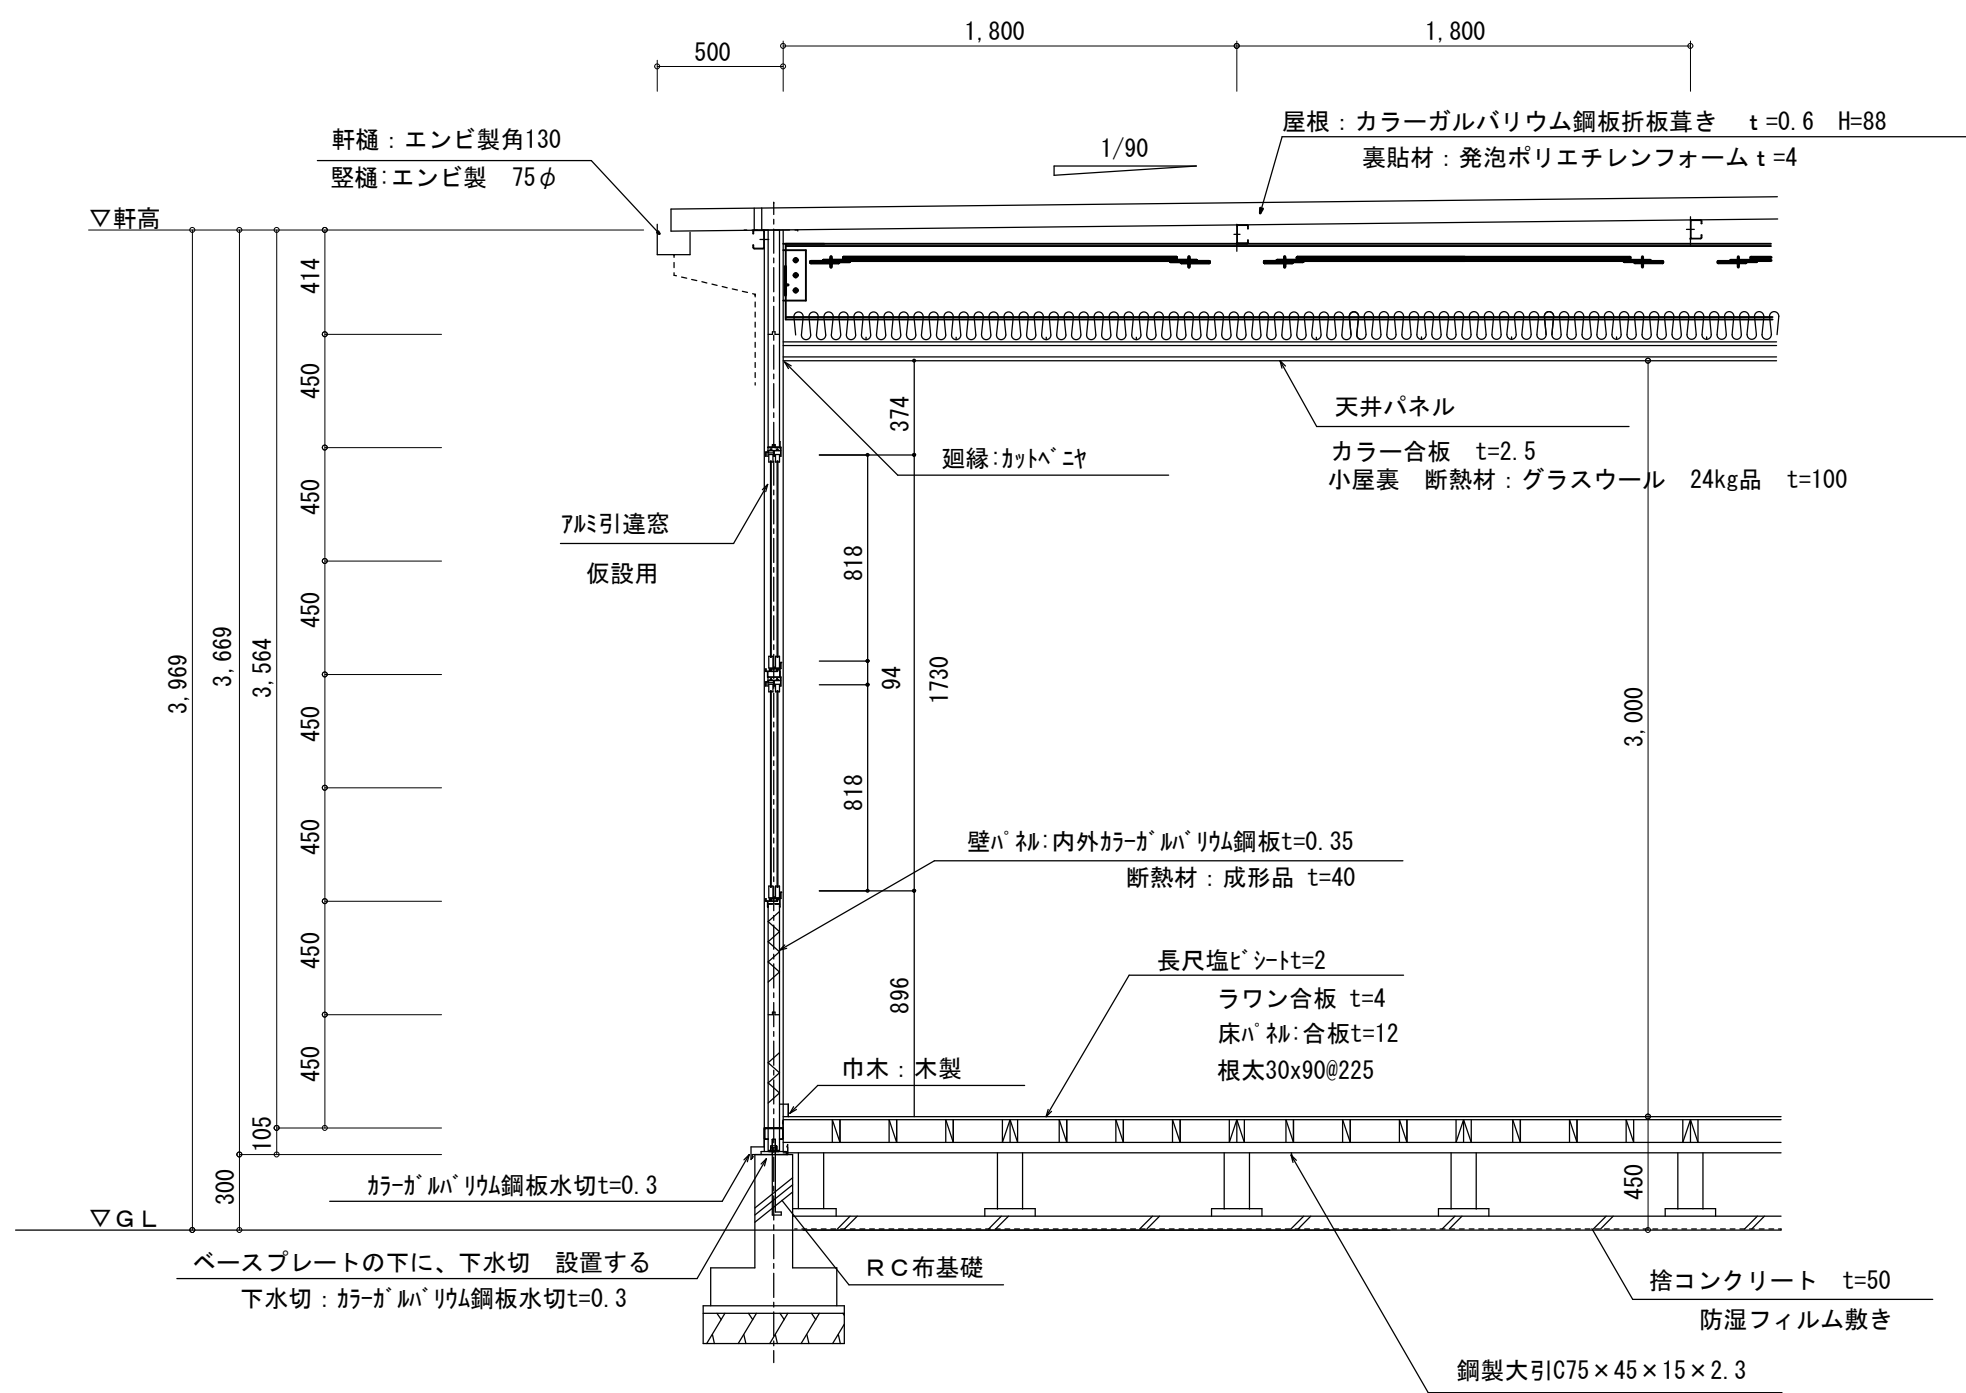 1,800
1,800
500
屋根：カラーガルバリウム鋼板折板葺き　t=0.6　H=88
裏貼材：発泡ポリエチレンフォームt=4
軒樋：エンビ製角130
竪樋:エンビ製　75φ
1/90
▽軒高
414
450
450
450
450
450
450
450
105
300
3,969
3,669
3,564
374
818
94
1730
818
896
3,000
450
天井パネル
カラー合板　t=2.5
小屋裏　断熱材：グラスウール　24kg品　t=100
廻縁:ｶｯﾄﾍﾞﾆﾔ
ｱﾙﾐ引違窓
仮設用
壁ﾊﾟﾈﾙ:内外ｶﾗｰｶﾞﾙﾊﾞﾘｳﾑ鋼板t=0.35
断熱材：成形品 t=40
長尺塩ﾋﾞｼｰﾄt=2
ラワン合板 t=4
床ﾊﾟﾈﾙ:合板t=12
根太30x90@225
巾木：木製
ｶﾗｰｶﾞﾙﾊﾞﾘｳﾑ鋼板水切t=0.3
▽ＧＬ
ベースプレートの下に、下水切　設置する
下水切：ｶﾗｰｶﾞﾙﾊﾞﾘｳﾑ鋼板水切t=0.3
ＲＣ布基礎
捨コンクリート　t=50
防湿フィルム敷き
鋼製大引C75×45×15×2.3